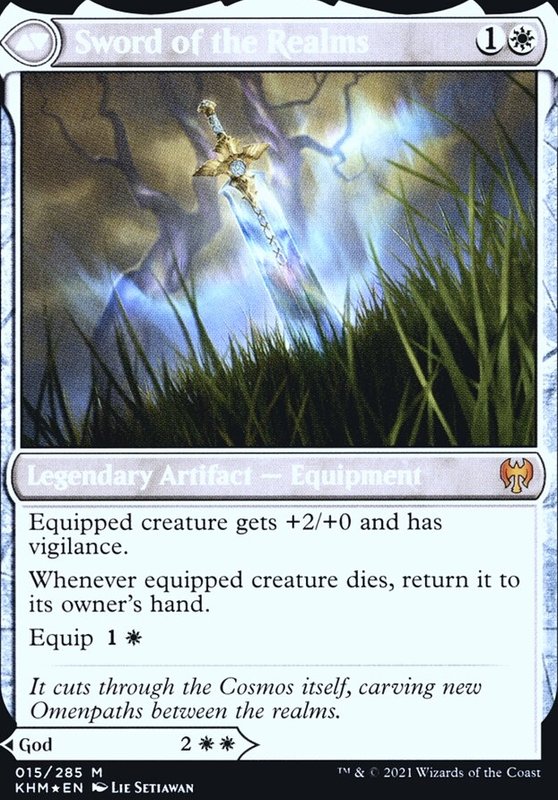 Sword of the Realms 1
Legendary Artifact — Equipment
Equipped creature gets +2/+0 and has
vigilance.
Whenever equipped creature dies, return it to
its owner's hand.
Equip 1
It cuts through the Cosmos itself, carving new
Omenpaths between the realms.
God 2
015/285 M
KHM★EN Lie Setiawan
™ & © 2021 Wizards of the Coast